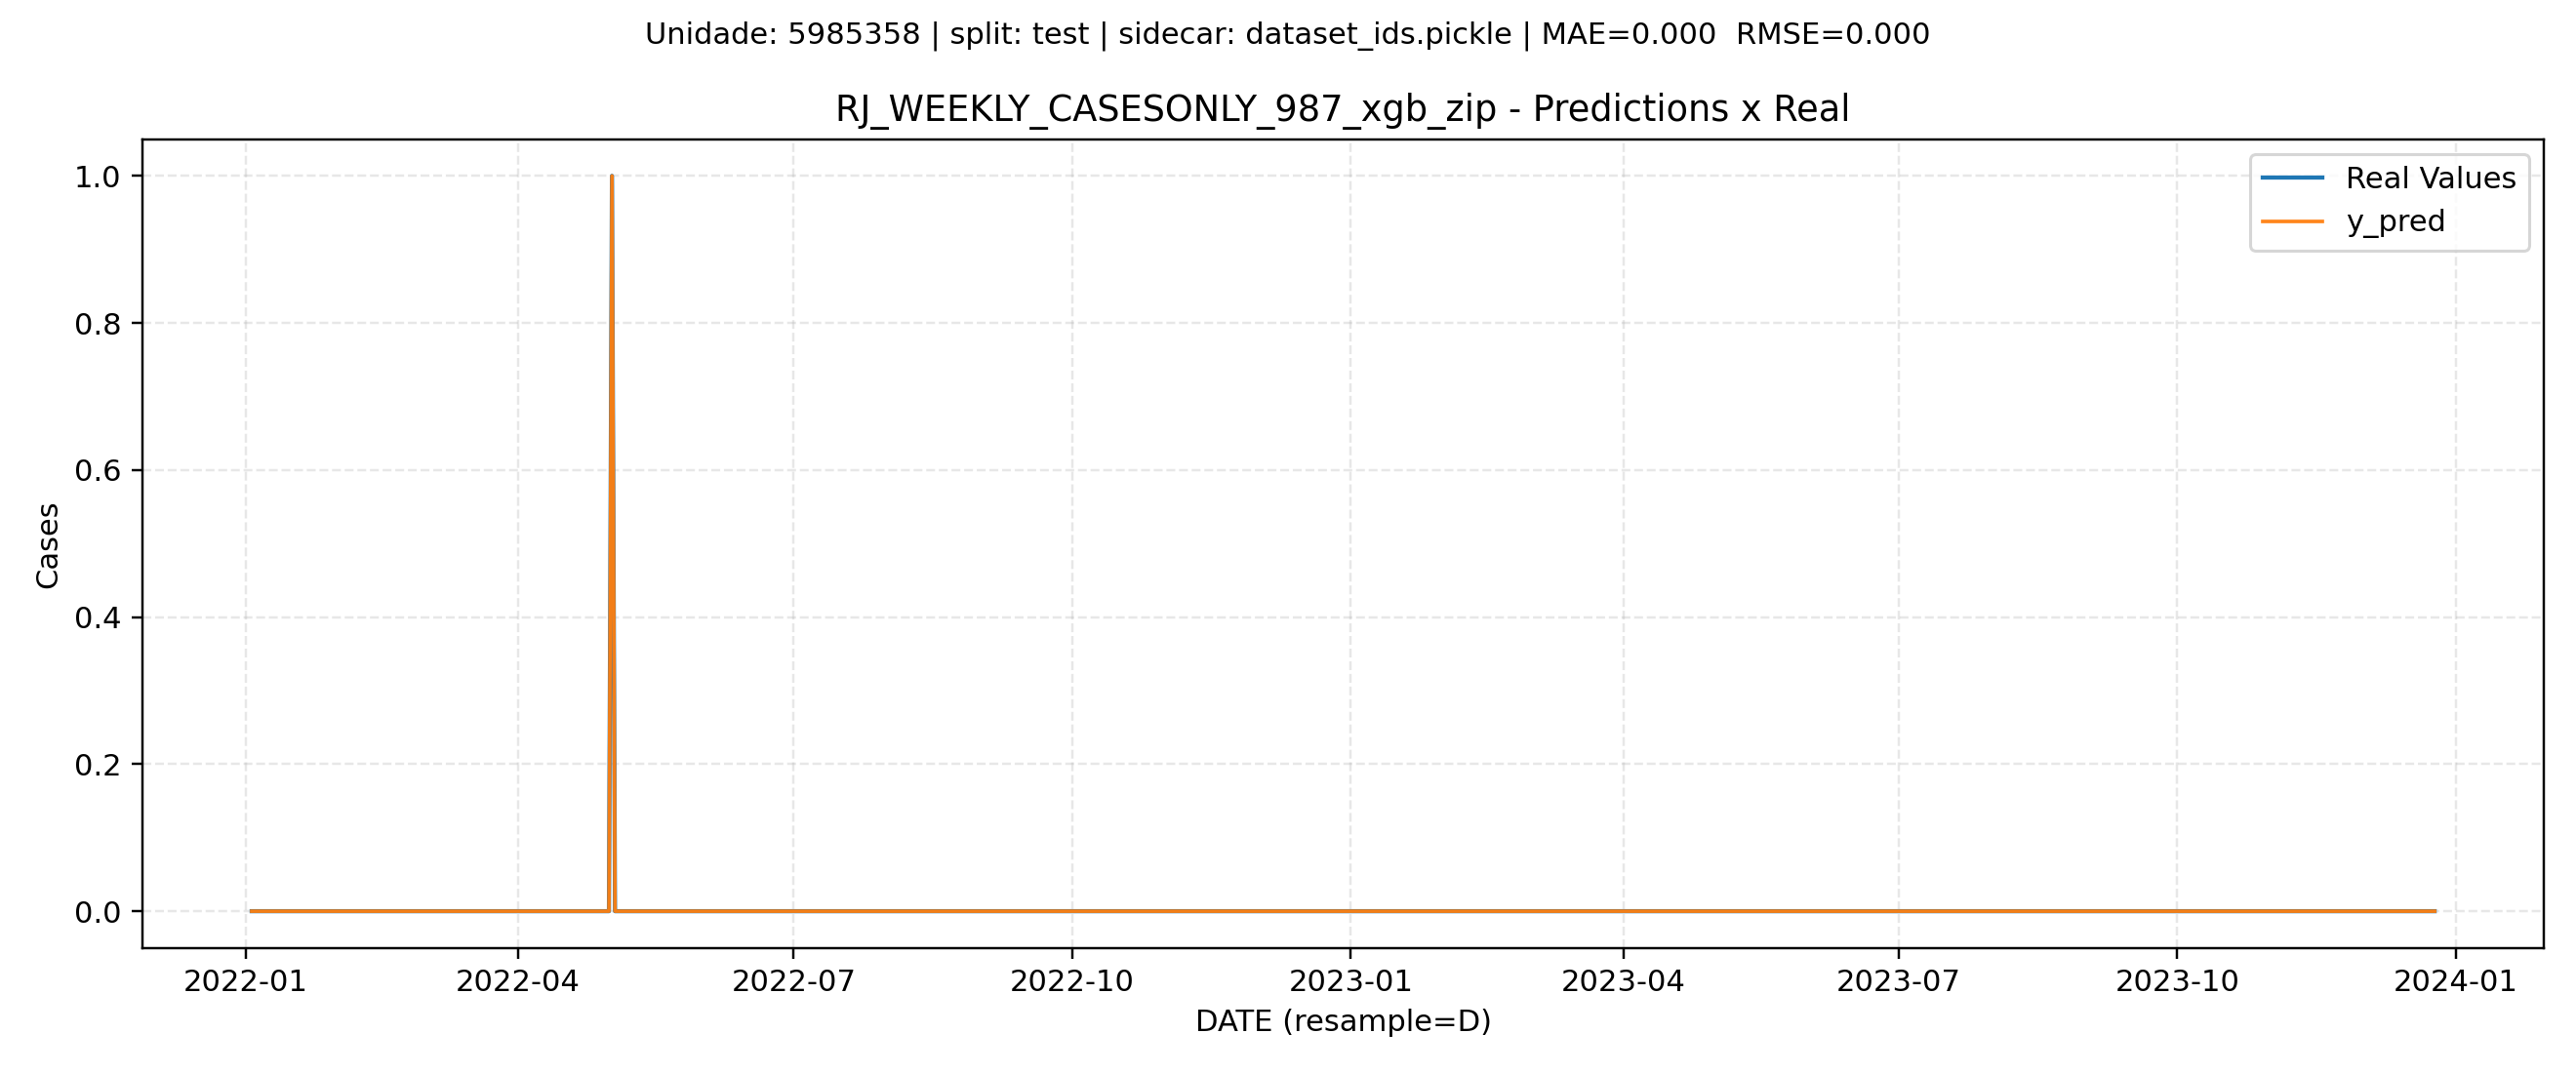 Unidade: 5985358 | split: test | sidecar: dataset_ids.pickle | MAE=0.000  RMSE=0.000
RJ_WEEKLY_CASESONLY_987_xgb_zip - Predictions x Real
Real Values
y_pred
1.0
0.8
0.6
0.4
0.2
0.0
Cases
2022-01
2022-04
2022-07
2022-10
2023-01
2023-04
2023-07
2023-10
2024-01
DATE (resample=D)